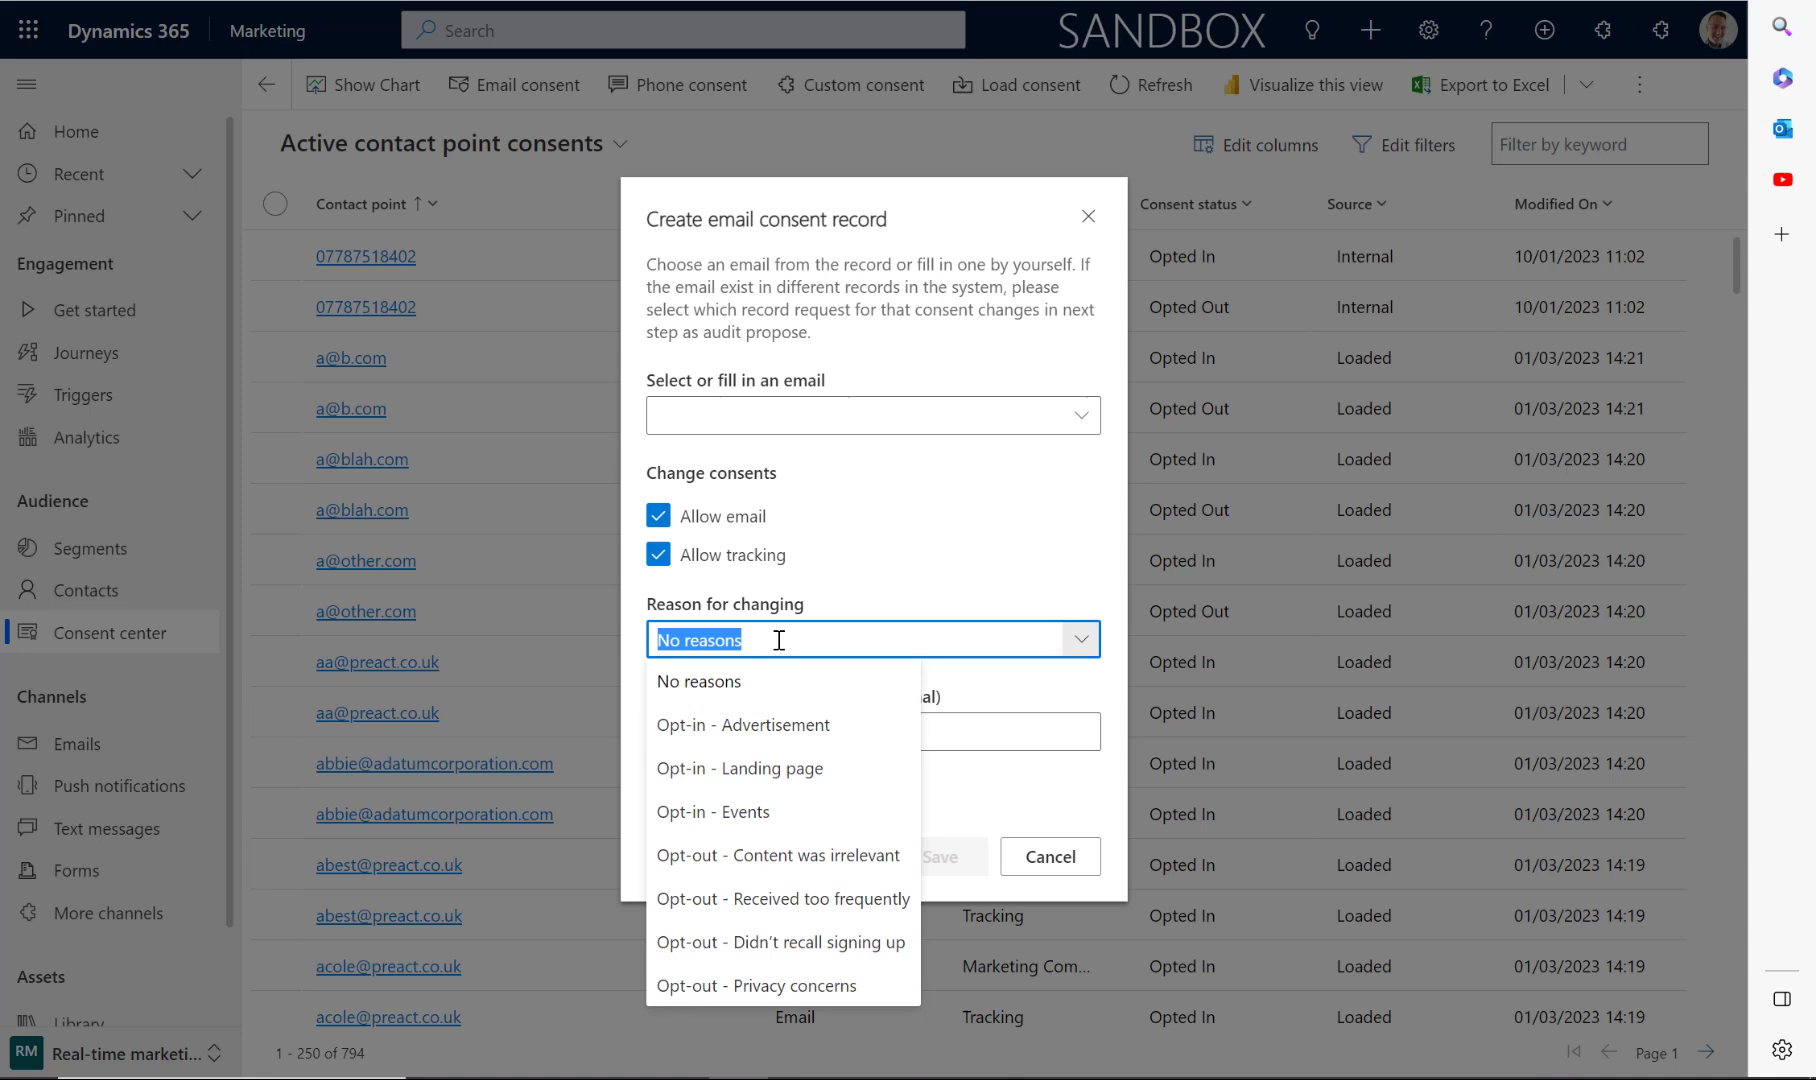 Dynamics 365
Marketing
Search
SANDBOX
Show Chart
Email consent
Phone consent
Custom consent
Load consent
Refresh
Visualize this view
Export to Excel
Home
Recent
Pinned
Engagement
Get started
Journeys
Triggers
Analytics
Audience
Segments
Contacts
Consent center
Channels
Emails
Push notifications
Text messages
Forms
More channels
Assets
Library
RM Real-time marketi...
Active contact point consents
Edit columns
Edit filters
Filter by keyword
Contact point
Consent status
Source
Modified On
07787518402 Opted In Internal 10/01/2023 11:02
07787518402 Opted Out Internal 10/01/2023 11:02
a@b.com Opted In Loaded 01/03/2023 14:21
a@b.com Opted Out Loaded 01/03/2023 14:21
a@blah.com Opted In Loaded 01/03/2023 14:20
a@blah.com Opted Out Loaded 01/03/2023 14:20
a@other.com Opted In Loaded 01/03/2023 14:20
a@other.com Opted Out Loaded 01/03/2023 14:20
aa@preact.co.uk Opted In Loaded 01/03/2023 14:20
aa@preact.co.uk Opted In Loaded 01/03/2023 14:20
abbie@adatumcorporation.com Opted In Loaded 01/03/2023 14:20
abbie@adatumcorporation.com Opted In Loaded 01/03/2023 14:20
abest@preact.co.uk Opted In Loaded 01/03/2023 14:19
abest@preact.co.uk Tracking Opted In Loaded 01/03/2023 14:19
acole@preact.co.uk Marketing Com... Opted In Loaded 01/03/2023 14:19
acole@preact.co.uk Email Tracking Opted In Loaded 01/03/2023 14:19
1 - 250 of 794
Page 1
Create email consent record
Choose an email from the record or fill in one by yourself. If
the email exist in different records in the system, please
select which record request for that consent changes in next
step as audit propose.
Select or fill in an email
Change consents
Allow email
Allow tracking
Reason for changing
No reasons
No reasons
al)
Opt-in - Advertisement
Opt-in - Landing page
Opt-in - Events
Opt-out - Content was irrelevant
Save
Cancel
Opt-out - Received too frequently
Opt-out - Didn't recall signing up
Opt-out - Privacy concerns